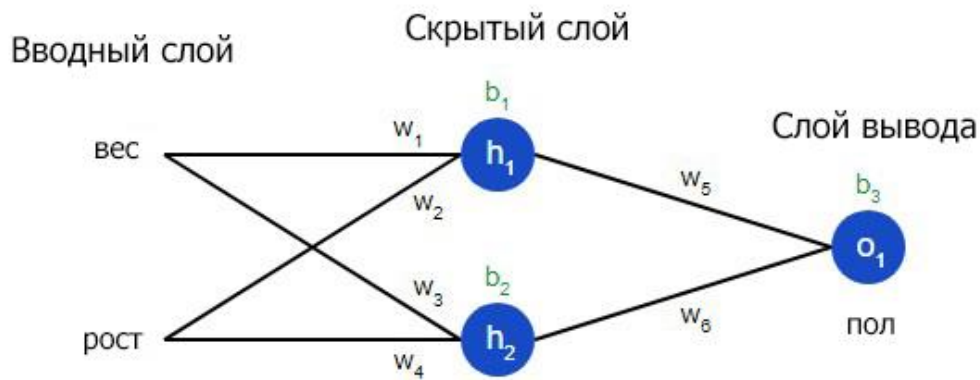 Скрытый слой
Вводный слой
b₁
Слой вывода
вес
w₁
h₁
w₂
w₅
b₃
o₁
w₃
b₂
w₆
пол
рост
w₄
h₂